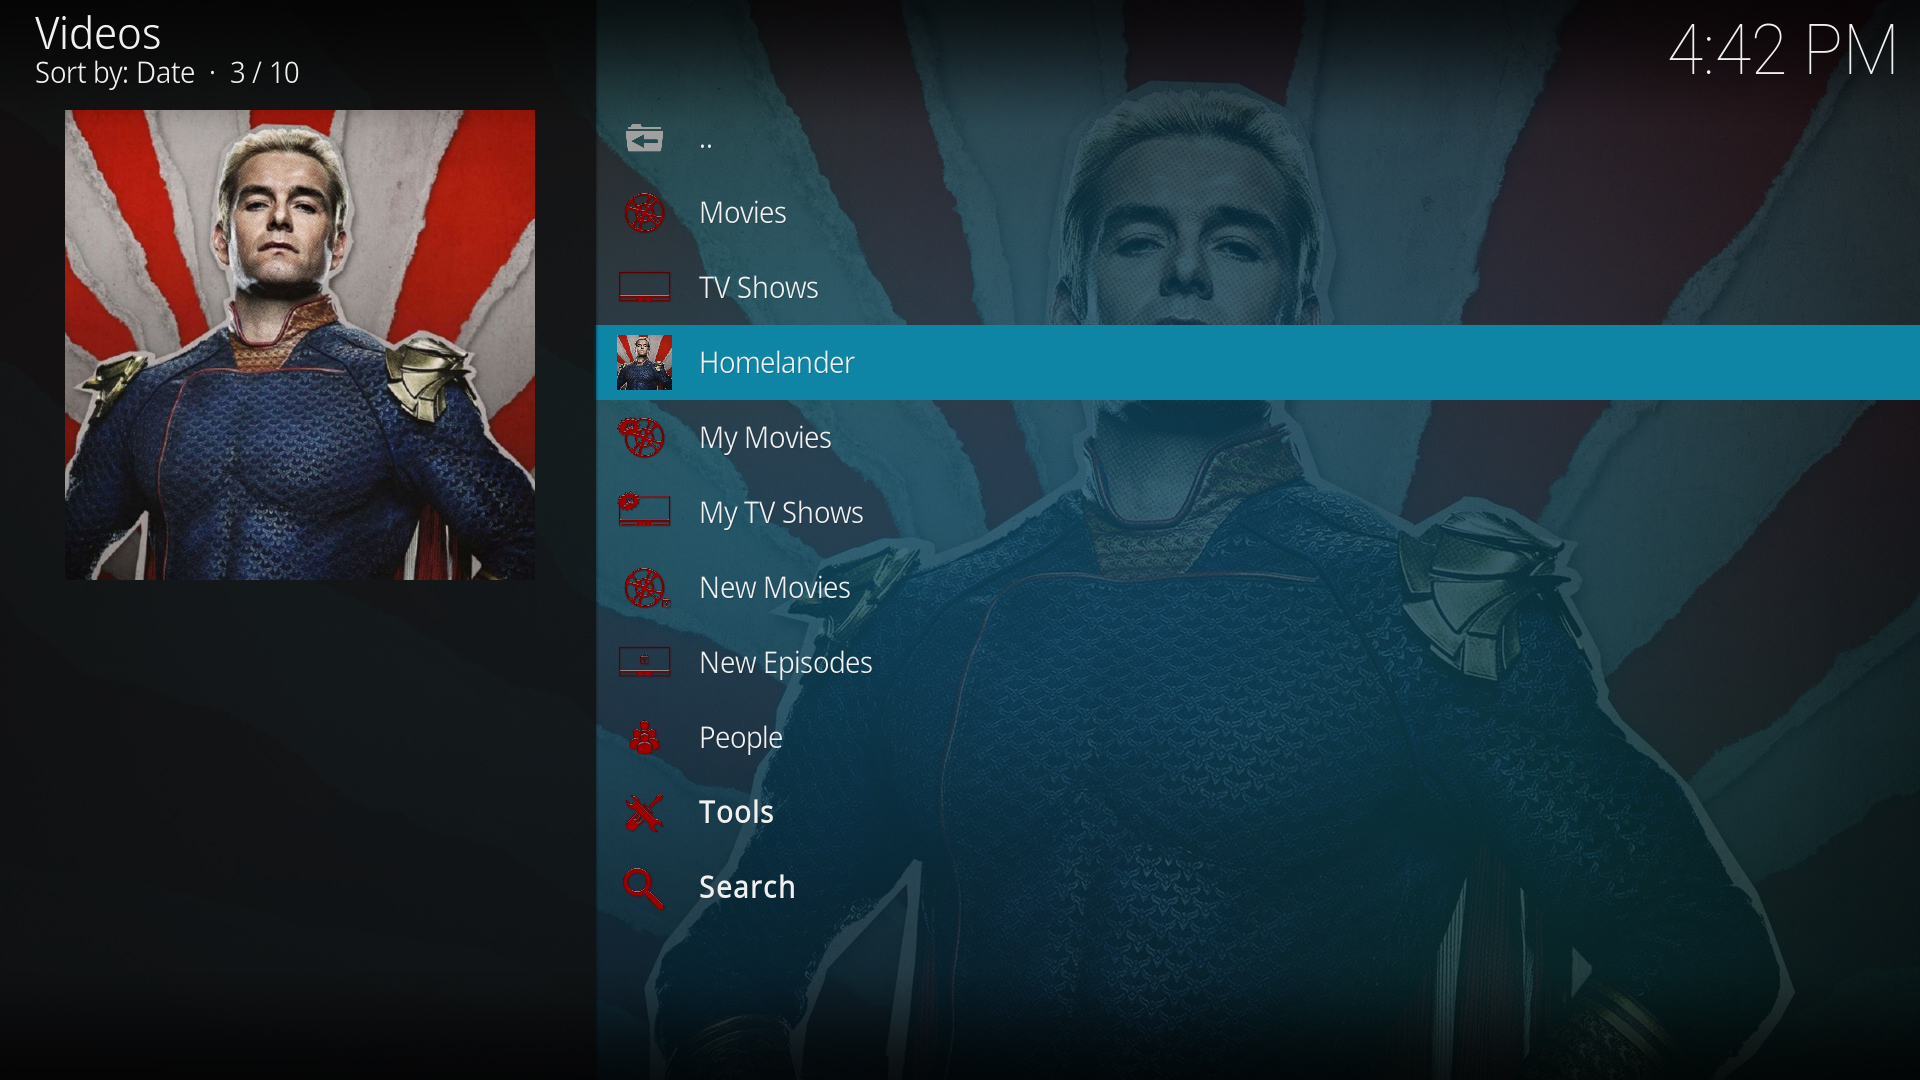 Videos
Sort by: Date · 3 / 10
4:42 PM
..
Movies
TV Shows
Homelander
My Movies
My TV Shows
New Movies
New Episodes
People
Tools
Search